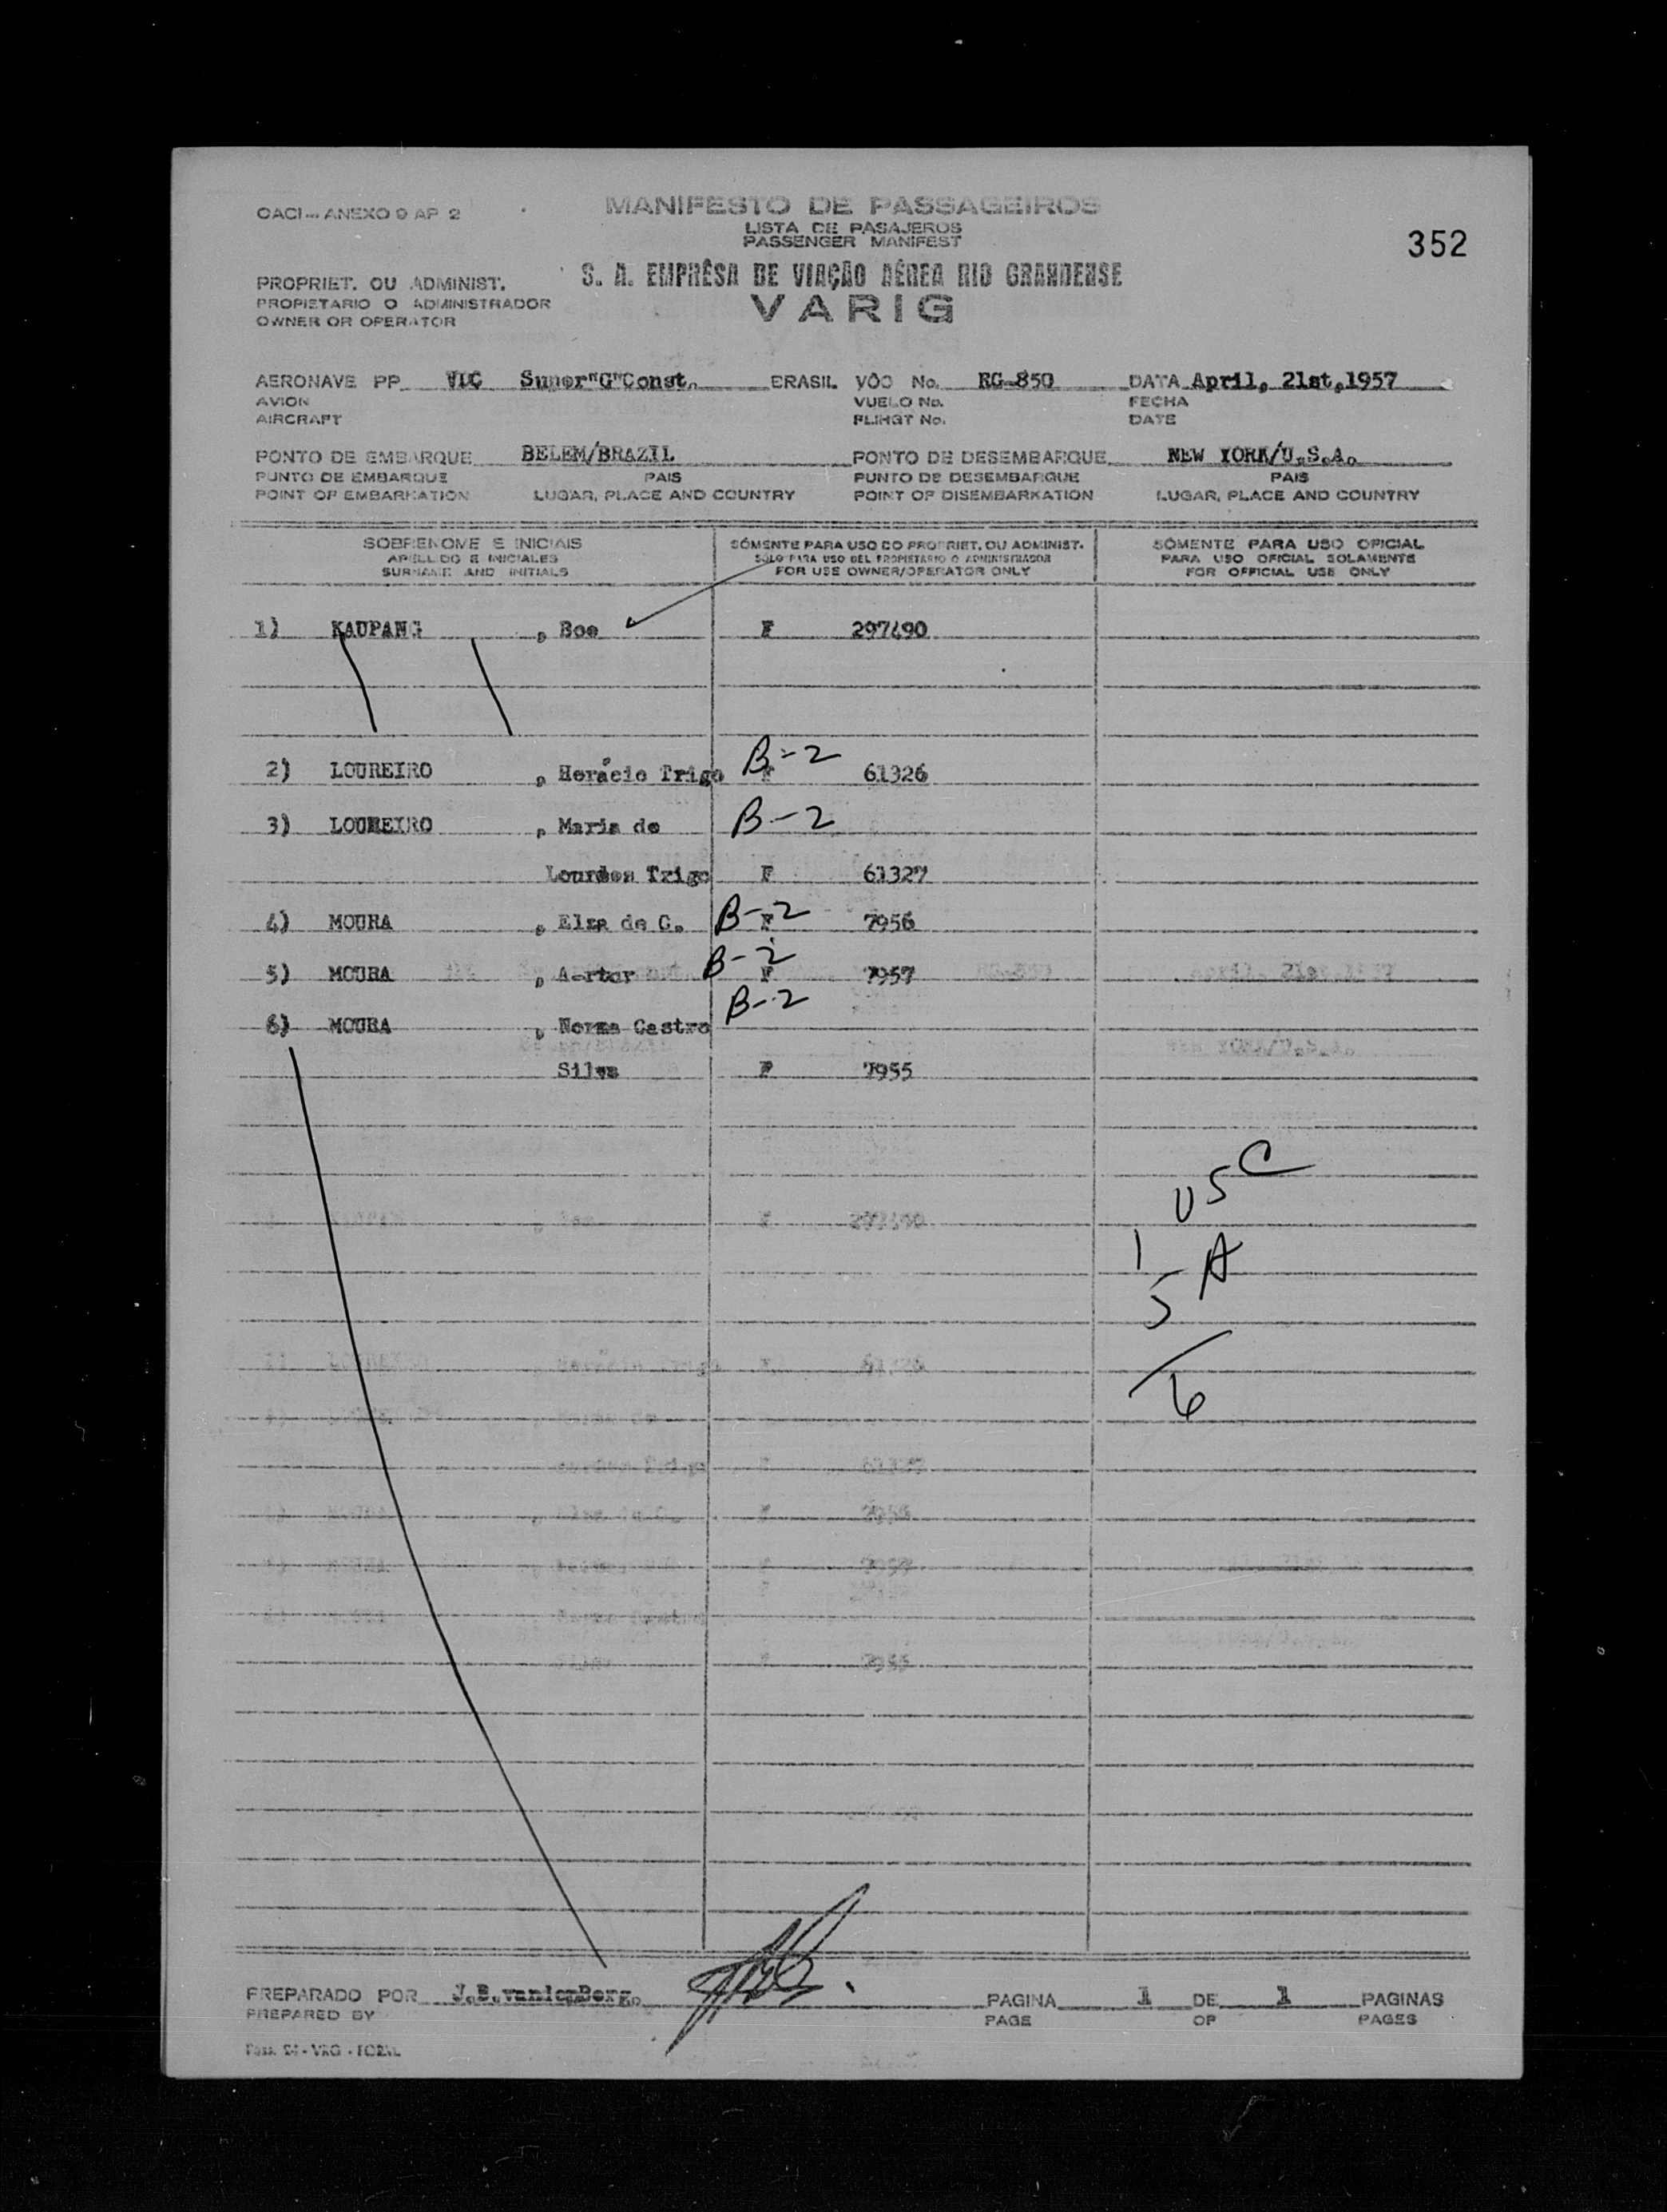 OACI - ANEXO 9 AP 2
MANIFESTO DE PASSAGEIROS
LISTA DE PASAJEROS
PASSENGER MANIFEST
352
S. A. EMPRÊSA DE VIAÇÃO AÉREA RIO GRANDENSE
VARIG
PROPRIET. OU ADMINIST.
PROPIETARIO O ADMINISTRADOR
OWNER OR OPERATOR
AERONAVE PP VDC Super"G"Const. BRASIL VÔO No. RG-850 DATA April, 21st,1957
AVION VUELO No. FECHA
AIRCRAFT FLIHGT No. DATE
PONTO DE EMBARQUE BELEM/BRAZIL PONTO DE DESEMBARQUE NEW YORK/U.S.A.
PUNTO DE EMBARQUE PAIS PUNTO DE DESEMBARQUE PAIS
POINT OF EMBARKATION LUGAR, PLACE AND COUNTRY POINT OF DISEMBARKATION LUGAR, PLACE AND COUNTRY
SOBRENOME E INICIAIS SÓMENTE PARA USO DO PROPRIET. OU ADMINIST. SÓMENTE PARA USO OFICIAL
APELLDO E INICIALES SÓLO PARA USO DEL PROPIETARIO O ADMINISTRADOR PARA USO OFICIAL SOLAMENTE
SURNAME AND INITIALS FOR USE OWNER/OPERATOR ONLY FOR OFFICIAL USE ONLY
1) KAUPANG , Boe F 297490
2) LOUREIRO , Horácio Trigo B-2 F 61326
3) LOUREIRO , Maria de B-2
Lourdes Trigo F 61327
4) MOURA , Elza de C. B-2 F 7956
5) MOURA , B-2 F 7957
6) MOURA , Norma Castro B-2
Silva F 7955
USC
1
A
5
6
PREPARADO POR PAGINA 1 DE 1 PAGINAS
PREPARED BY PAGE OF PAGES